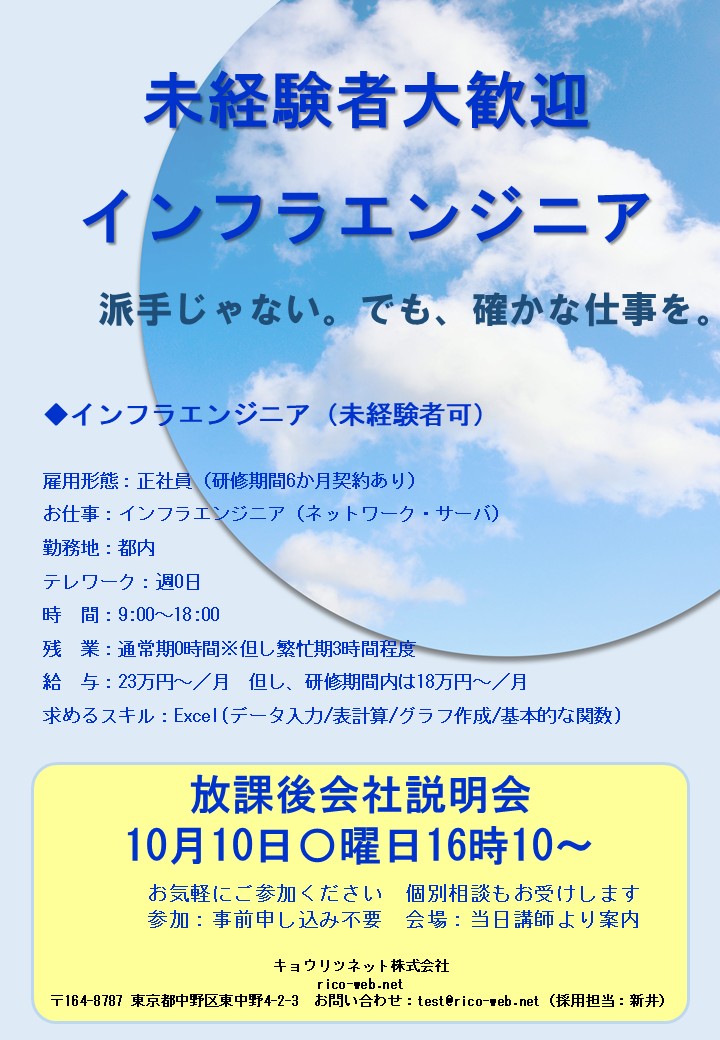 未経験者大歓迎
インフラエンジニア
派手じゃない。でも、確かな仕事を。
◆インフラエンジニア（未経験者可）
雇用形態：正社員（研修期間6か月契約あり）
お仕事：インフラエンジニア（ネットワーク・サーバ）
勤務地：都内
テレワーク：週0日
時　間：9:00～18:00
残　業：通常期0時間※但し繁忙期3時間程度
給　与：23万円～／月　但し、研修期間内は18万円～／月
求めるスキル：Excel(データ入力/表計算/グラフ作成/基本的な関数)
放課後会社説明会
10月10日〇曜日16時10～
お気軽にご参加ください　個別相談もお受けします
参加：事前申し込み不要　会場：当日講師より案内
キョウリツネット株式会社
rico-web.net
〒164-8787 東京都中野区東中野4-2-3　お問い合わせ：test@rico-web.net（採用担当：新井）